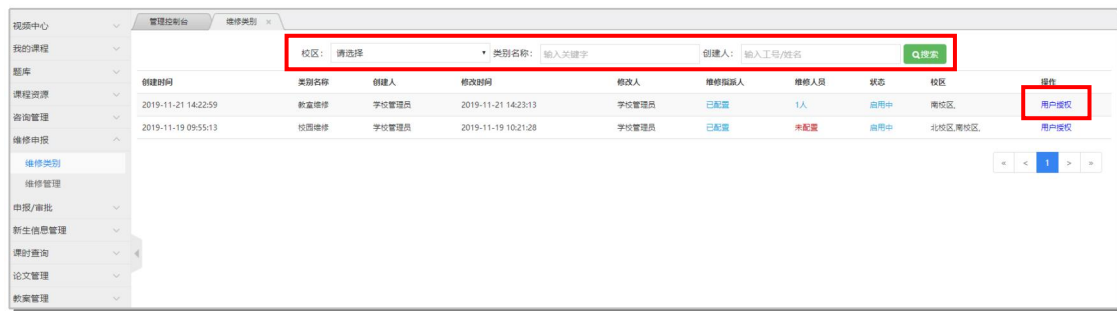 视频中心
我的课程
题库
课程资源
咨询管理
维修申报
维修类别
维修管理
申报/审批
新生信息管理
课时查询
论文管理
教案管理
管理控制台 维修类别 ×
校区： 请选择 类别名称： 输入关键字 创建人： 输入工号/姓名 搜索
创建时间 类别名称 创建人 修改时间 修改人 维修指派人 维修人员 状态 校区 操作
2019-11-21 14:22:59 教室维修 学校管理员 2019-11-21 14:23:13 学校管理员 已配置 1人 启用中 南校区, 用户授权
2019-11-19 09:55:13 校园维修 学校管理员 2019-11-19 10:21:28 学校管理员 已配置 未配置 启用中 北校区,南校区, 用户授权
« < 1 > »